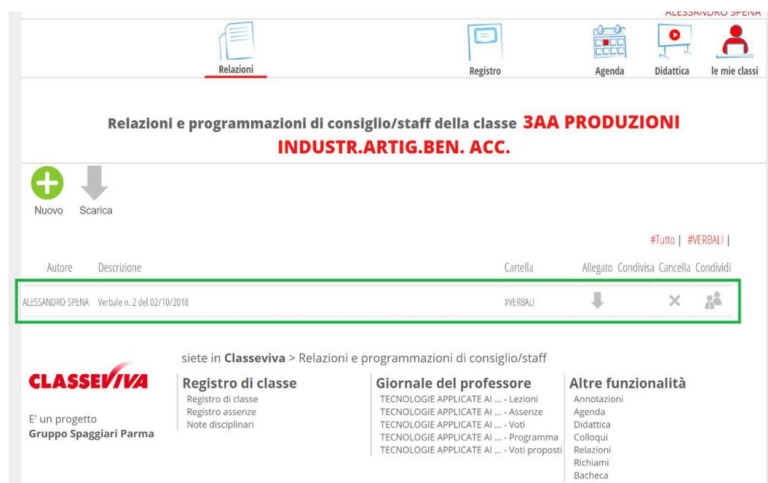 ALESSANDRO SPENA
Relazioni
Registro
Agenda
Didattica
le mie classi
Relazioni e programmazioni di consiglio/staff della classe 3AA PRODUZIONI
INDUSTR.ARTIG.BEN. ACC.
Nuovo
Scarica
#Tutto | #VERBALI |
Autore Descrizione Cartella Allegato Condivisa Cancella Condividi
ALESSANDRO SPENA Verbale n. 2 del 02/10/2018 #VERBALI
siete in Classeviva > Relazioni e programmazioni di consiglio/staff
CLASSEVIVA
E' un progetto
Gruppo Spaggiari Parma
Registro di classe
Registro di classe
Registro assenze
Note disciplinari
Giornale del professore
TECNOLOGIE APPLICATE AI ... - Lezioni
TECNOLOGIE APPLICATE AI ... - Assenze
TECNOLOGIE APPLICATE AI ... - Voti
TECNOLOGIE APPLICATE AI ... - Programma
TECNOLOGIE APPLICATE AI ... - Voti proposti
Altre funzionalità
Annotazioni
Agenda
Didattica
Colloqui
Relazioni
Richiami
Bacheca